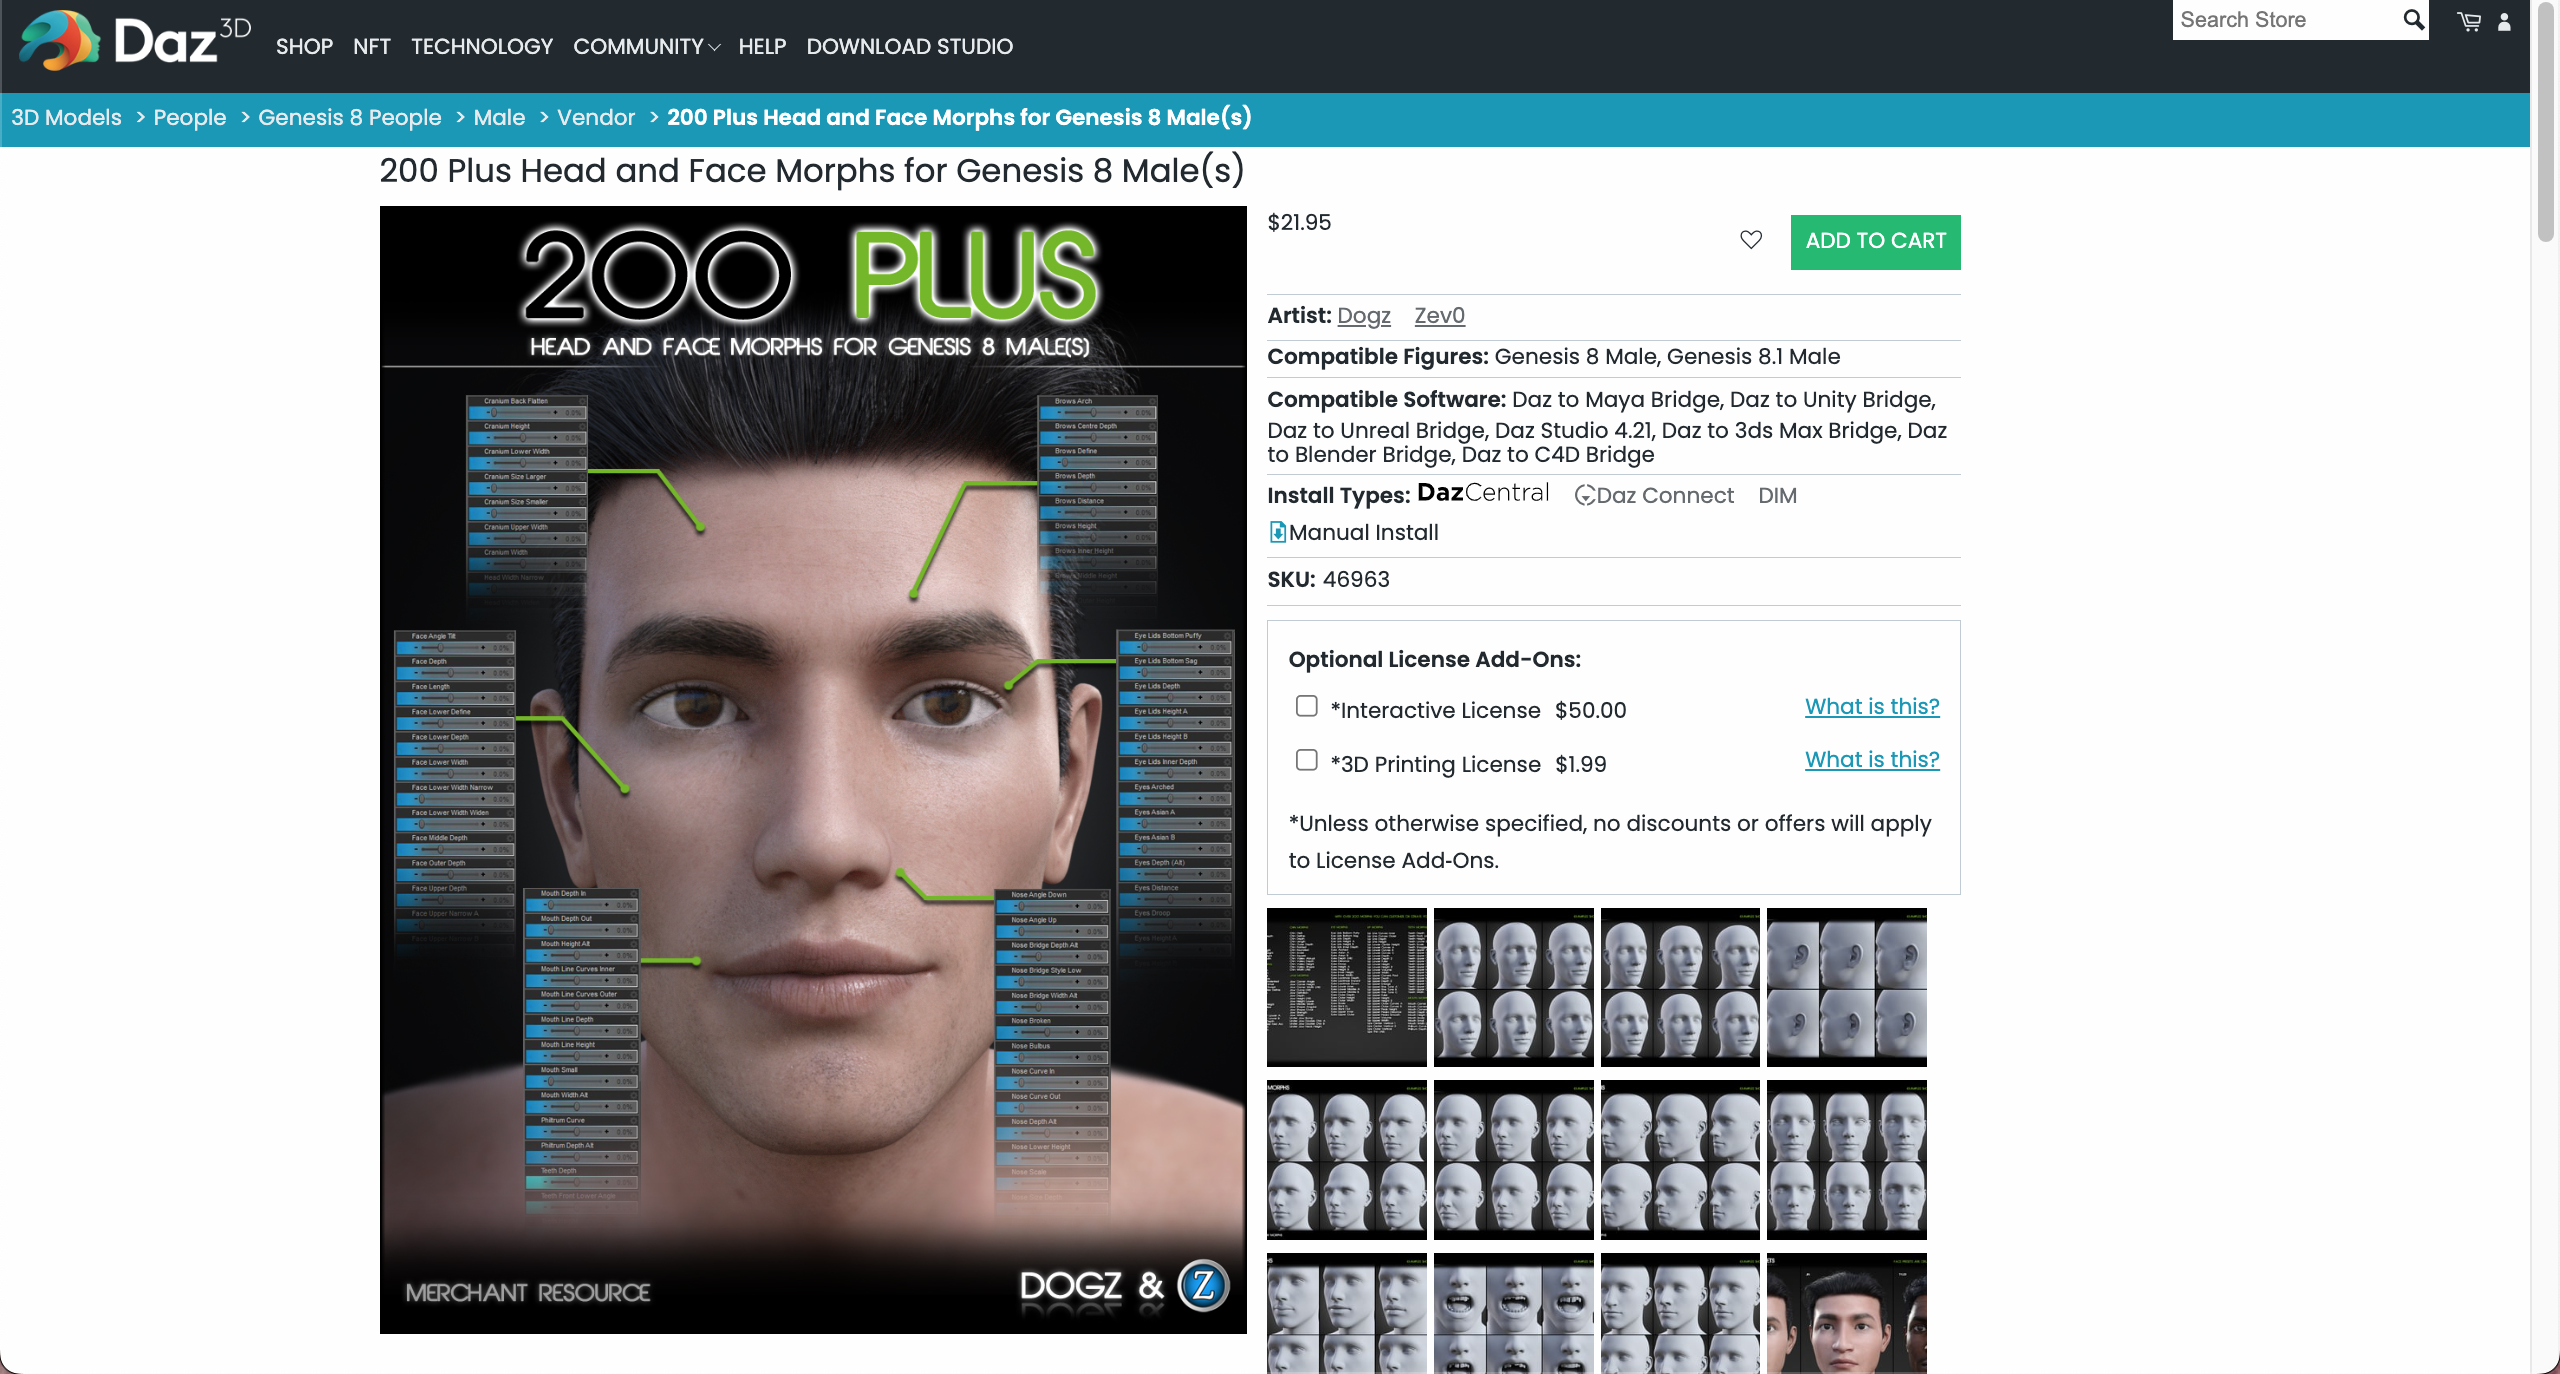 Daz 3D
SHOP NFT TECHNOLOGY COMMUNITY HELP DOWNLOAD STUDIO
Search Store
3D Models > People > Genesis 8 People > Male > Vendor > 200 Plus Head and Face Morphs for Genesis 8 Male(s)
200 Plus Head and Face Morphs for Genesis 8 Male(s)
200 PLUS
HEAD AND FACE MORPHS FOR GENESIS 8 MALE(S)
Cranium Back Flatten
Cranium Height
Cranium Lower Width
Cranium Size Larger
Cranium Size Smaller
Cranium Upper Width
Cranium Width
Head Width Narrow
Brows Arch
Brows Centre Depth
Brows Define
Brows Depth
Brows Distance
Brows Height
Brows Inner Height
Brows Middle Height
Face Angle Tilt
Face Depth
Face Length
Face Lower Define
Face Lower Depth
Face Lower Width
Face Lower Width Narrow
Face Lower Width Widen
Face Middle Depth
Face Outer Depth
Face Upper Depth
Face Upper Narrow A
Eye Lids Bottom Puffy
Eye Lids Bottom Sag
Eye Lids Depth
Eye Lids Height A
Eye Lids Height B
Eye Lids Inner Depth
Eyes Arched
Eyes Asian A
Eyes Asian B
Eyes Depth (Alt)
Eyes Distance
Eyes Droop
Eyes Height A
Mouth Depth In
Mouth Depth Out
Mouth Height Alt
Mouth Line Curves Inner
Mouth Line Curves Outer
Mouth Line Depth
Mouth Line Height
Mouth Small
Mouth Width Alt
Philtrum Curve
Philtrum Depth Alt
Teeth Depth
Teeth Front Lower Angle
Nose Angle Down
Nose Angle Up
Nose Bridge Depth Alt
Nose Bridge Style Low
Nose Bridge Width Alt
Nose Broken
Nose Bulbus
Nose Curve In
Nose Curve Out
Nose Depth Alt
Nose Lower Height
Nose Scale
MERCHANT RESOURCE
DOGZ & Z
$21.95
ADD TO CART
Artist: Dogz Zev0
Compatible Figures: Genesis 8 Male, Genesis 8.1 Male
Compatible Software: Daz to Maya Bridge, Daz to Unity Bridge,
Daz to Unreal Bridge, Daz Studio 4.21, Daz to 3ds Max Bridge, Daz
to Blender Bridge, Daz to C4D Bridge
Install Types: DazCentral Daz Connect DIM
Manual Install
SKU: 46963
Optional License Add-Ons:
*Interactive License $50.00 What is this?
*3D Printing License $1.99 What is this?
*Unless otherwise specified, no discounts or offers will apply
to License Add-Ons.